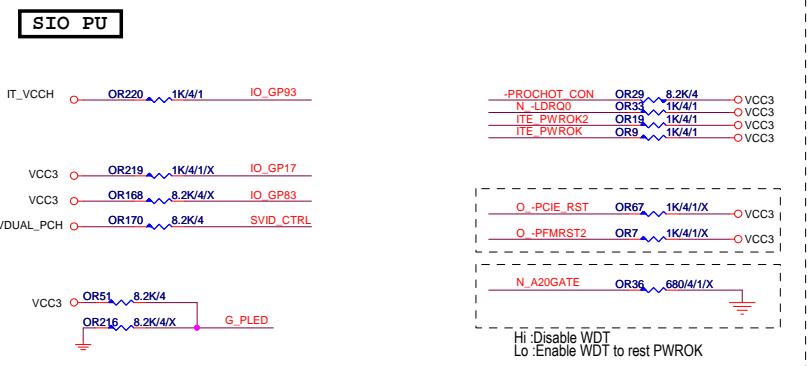 SIO PU
IT_VCCH OR220 1K/4/1 IO_GP93
VCC3 OR219 1K/4/1/X IO_GP17
VCC3 OR168 8.2K/4/X IO_GP83
VDUAL_PCH OR170 8.2K/4 SVID_CTRL
VCC3 OR51 8.2K/4
OR216 8.2K/4/X G_PLED
-PROCHOT_CON OR29 8.2K/4 VCC3
N_-LDRQ0 OR33 1K/4/1 VCC3
ITE_PWROK2 OR19 1K/4/1 VCC3
ITE_PWROK OR9 1K/4/1 VCC3
O_-PCIE_RST OR67 1K/4/1/X VCC3
O_-PFMRST2 OR7 1K/4/1/X VCC3
N_A20GATE OR36 680/4/1/X
Hi :Disable WDT
Lo :Enable WDT to rest PWROK